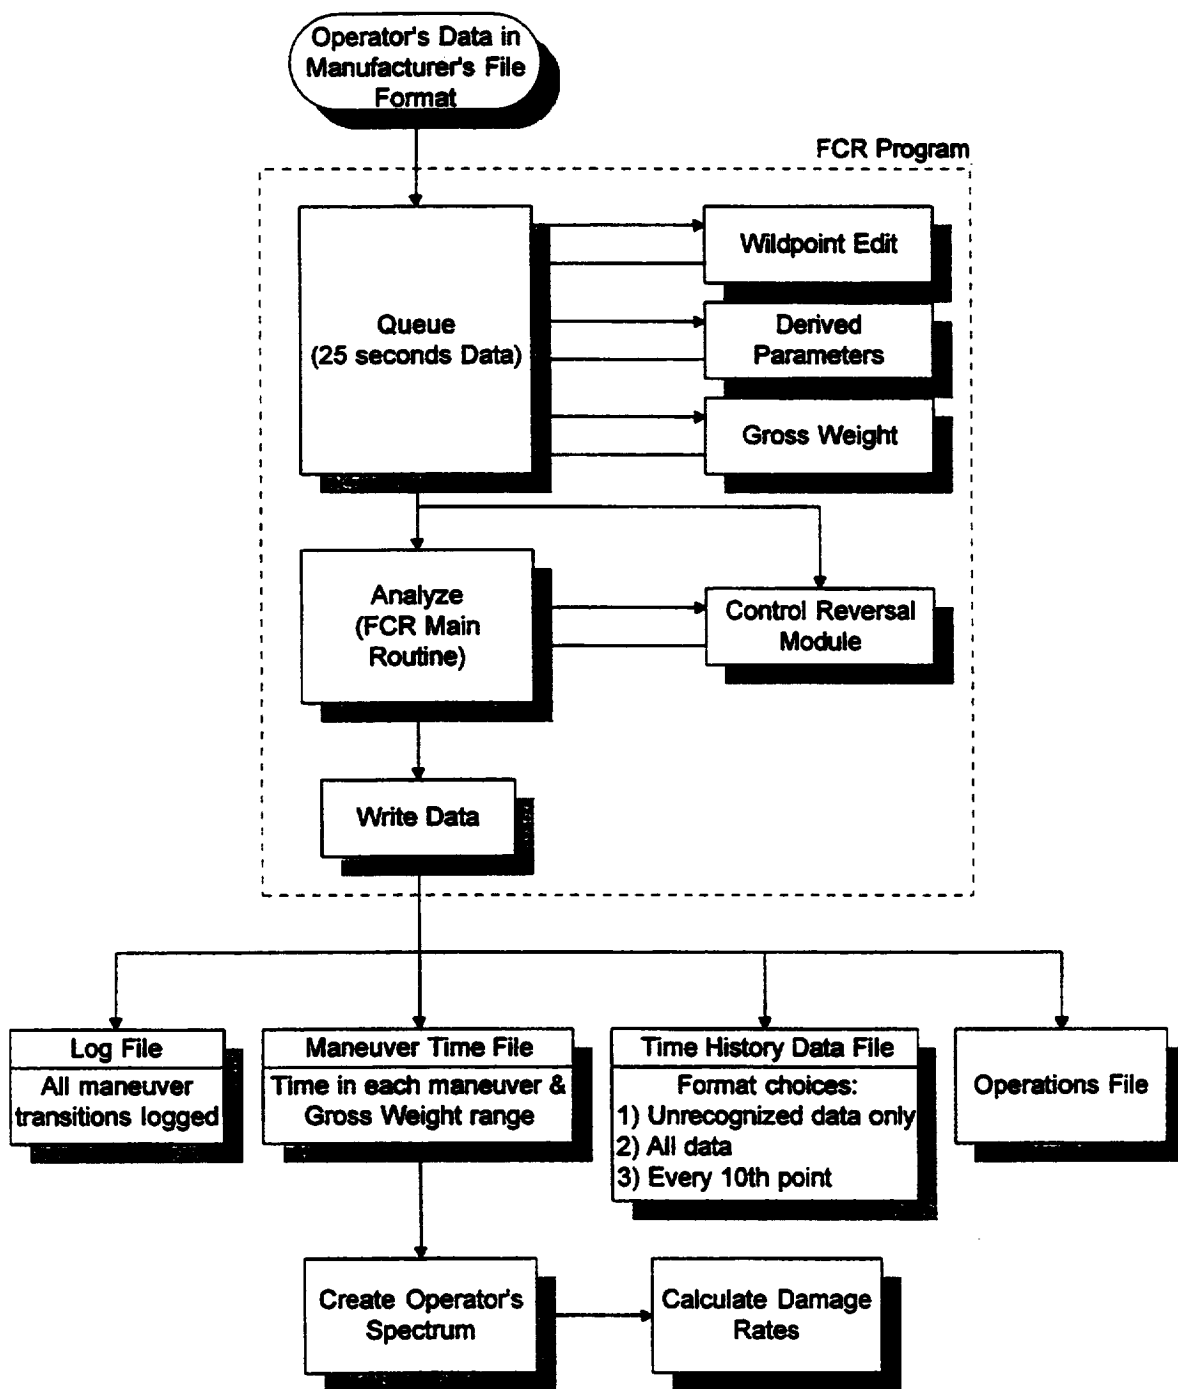 Operator's Data in
Manufacturer's File
Format
FCR Program
Queue
(25 seconds Data)
Wildpoint Edit
Derived
Parameters
Gross Weight
Analyze
(FCR Main
Routine)
Control Reversal
Module
Write Data
Log File
All maneuver
transitions logged
Maneuver Time File
Time in each maneuver &
Gross Weight range
Time History Data File
Format choices:
1) Unrecognized data only
2) All data
3) Every 10th point
Operations File
Create Operator's
Spectrum
Calculate Damage
Rates